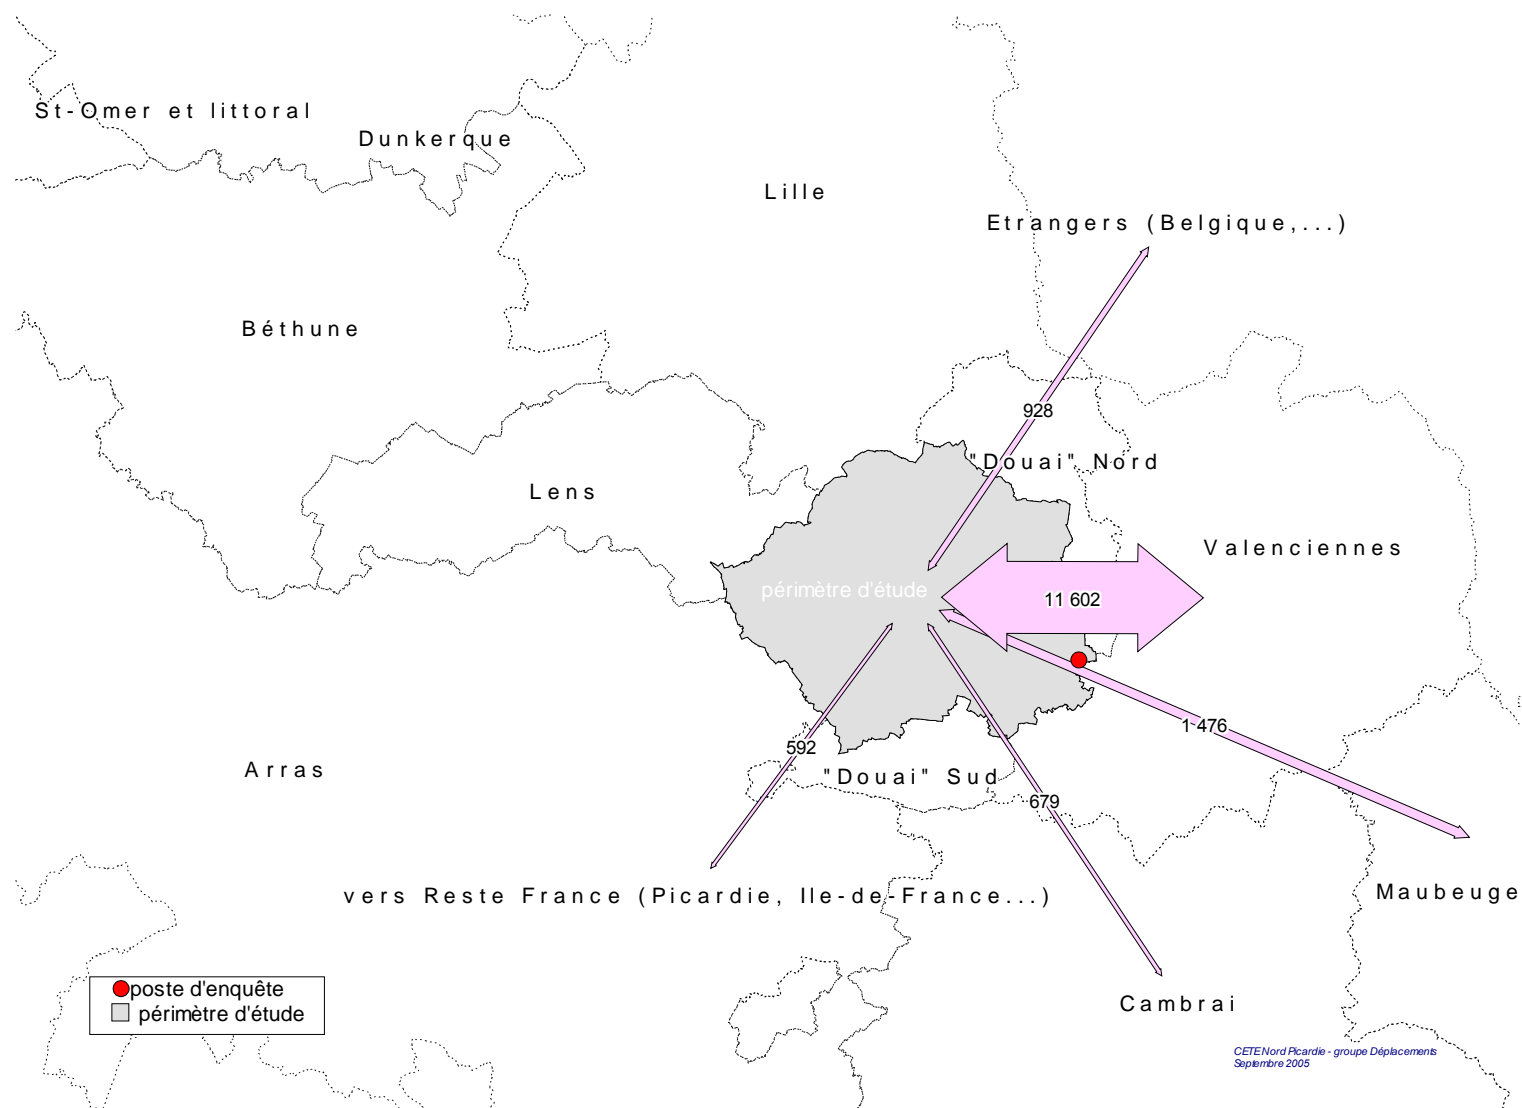 St-Omer et littoral
Dunkerque
Lille
Etrangers (Belgique,...)
Béthune
928
"Douai" Nord
Lens
Valenciennes
périmètre d'étude
11 602
1 476
592
Arras
"Douai" Sud
679
vers Reste France (Picardie, Ile-de-France...)
Maubeuge
poste d'enquête
périmètre d'étude
Cambrai
CETE Nord Picardie - groupe Déplacements
Septembre 2005